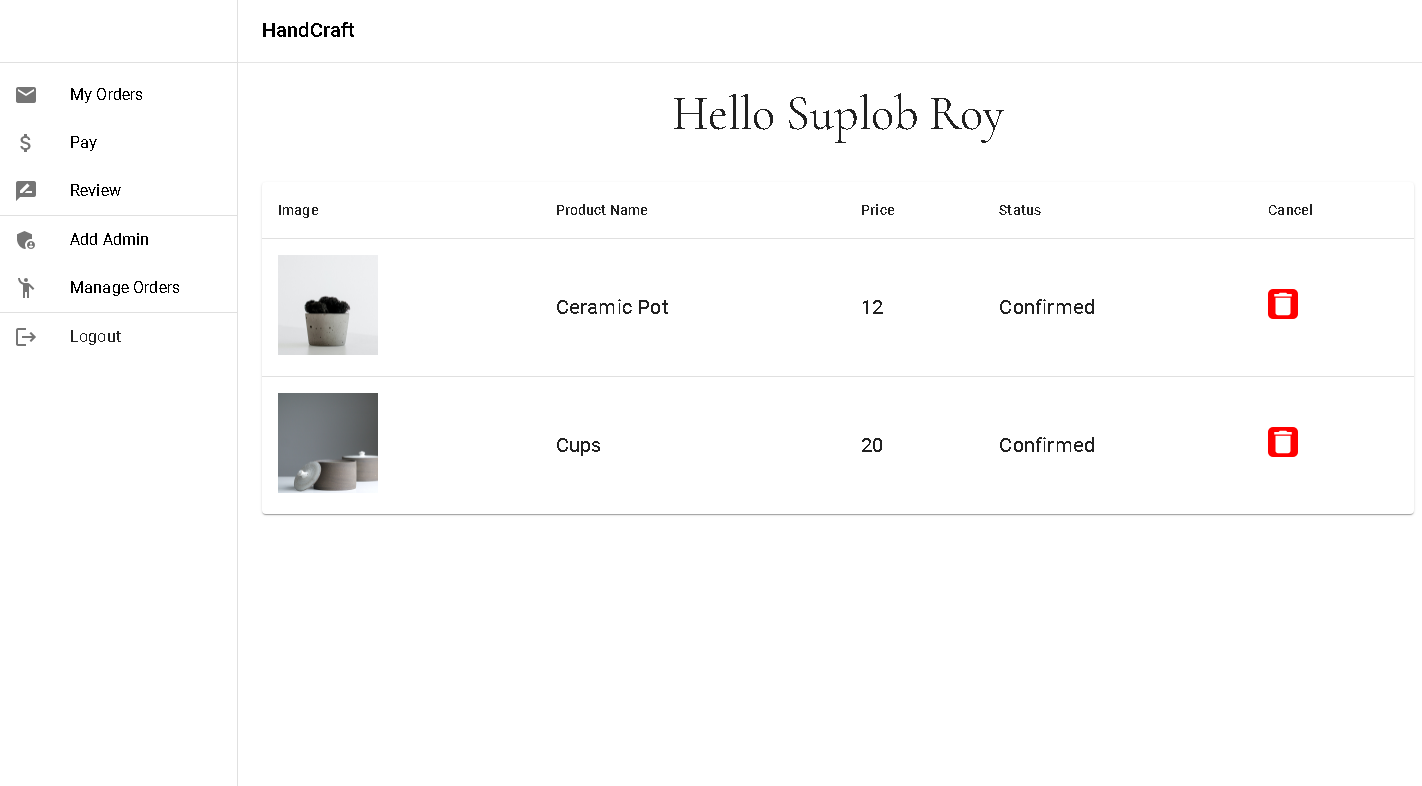 HandCraft
My Orders
Pay
Review
Add Admin
Manage Orders
Logout
Hello Suplob Roy
Image Product Name Price Status Cancel
Ceramic Pot 12 Confirmed
Cups 20 Confirmed